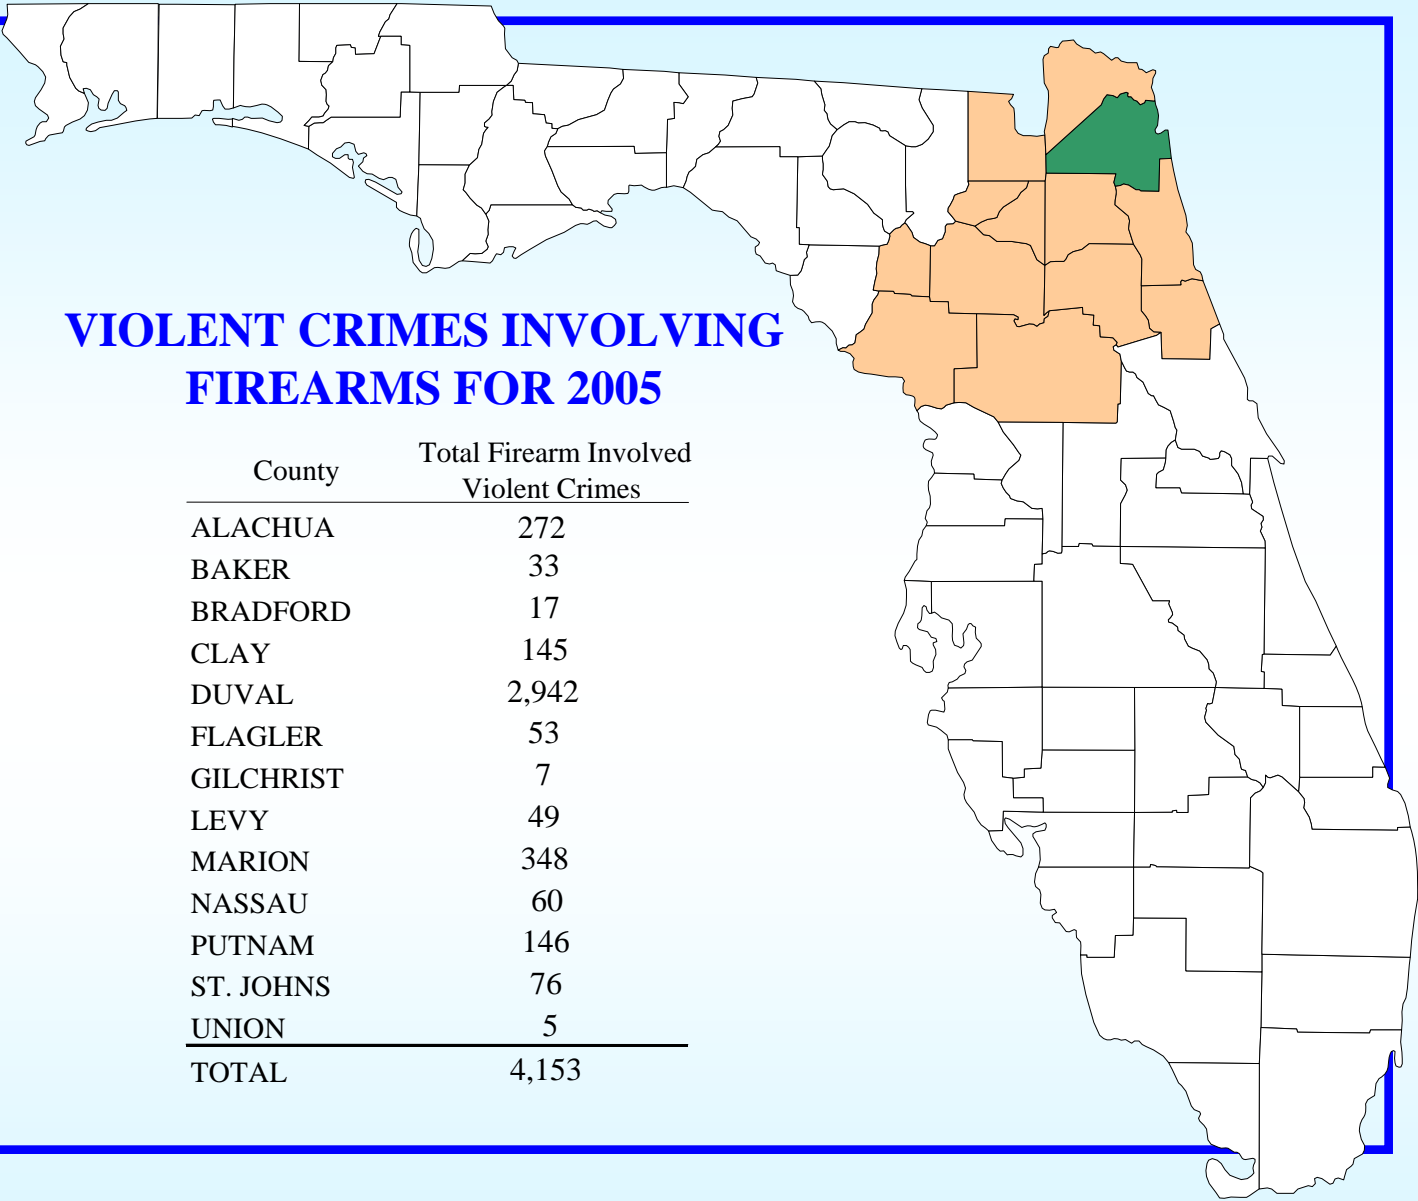 VIOLENT CRIMES INVOLVING
FIREARMS FOR 2005
County
Total Firearm Involved
Violent Crimes
ALACHUA 272
BAKER 33
BRADFORD 17
CLAY 145
DUVAL 2,942
FLAGLER 53
GILCHRIST 7
LEVY 49
MARION 348
NASSAU 60
PUTNAM 146
ST. JOHNS 76
UNION 5
TOTAL 4,153